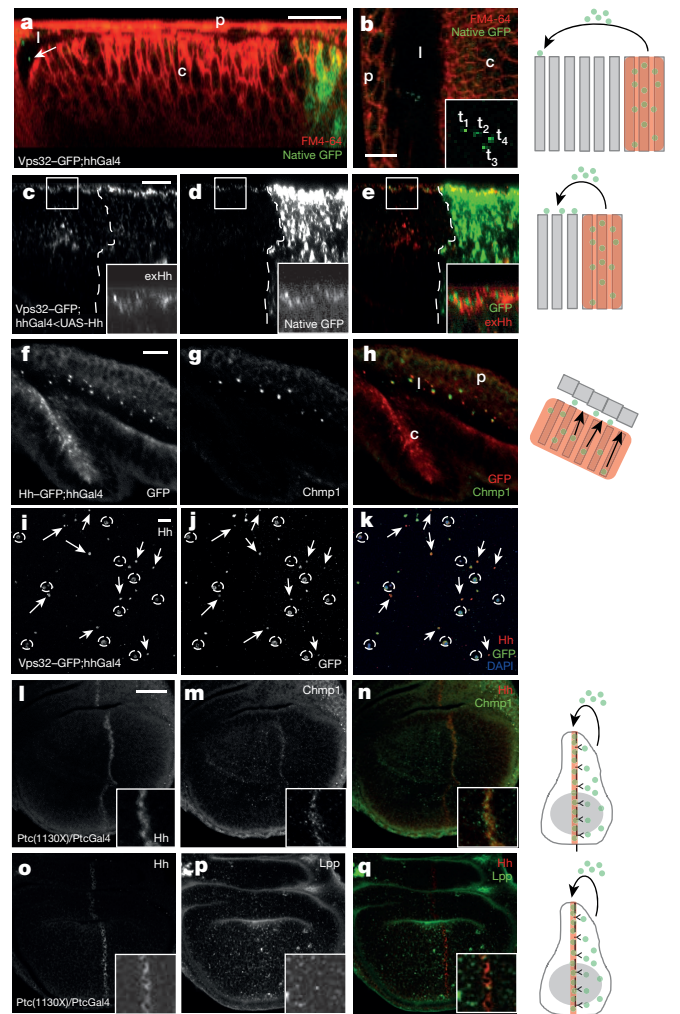 a
p
l
c
FM4-64
Vps32–GFP;hhGal4
Native GFP
b
FM4-64
Native GFP
l
p
c
t1
t2
t4
t3
c
exHh
Vps32–GFP;
hhGal4<UAS-Hh
d
Native GFP
e
GFP
exHh
f
Hh–GFP;hhGal4
GFP
g
Chmp1
h
l
p
c
GFP
Chmp1
i
Hh
Vps32–GFP;hhGal4
j
GFP
k
Hh
GFP
DAPI
l
Ptc(1130X)/PtcGal4
Hh
m
Chmp1
n
Hh
Chmp1
o
Hh
Ptc(1130X)/PtcGal4
p
Lpp
q
Hh
Lpp